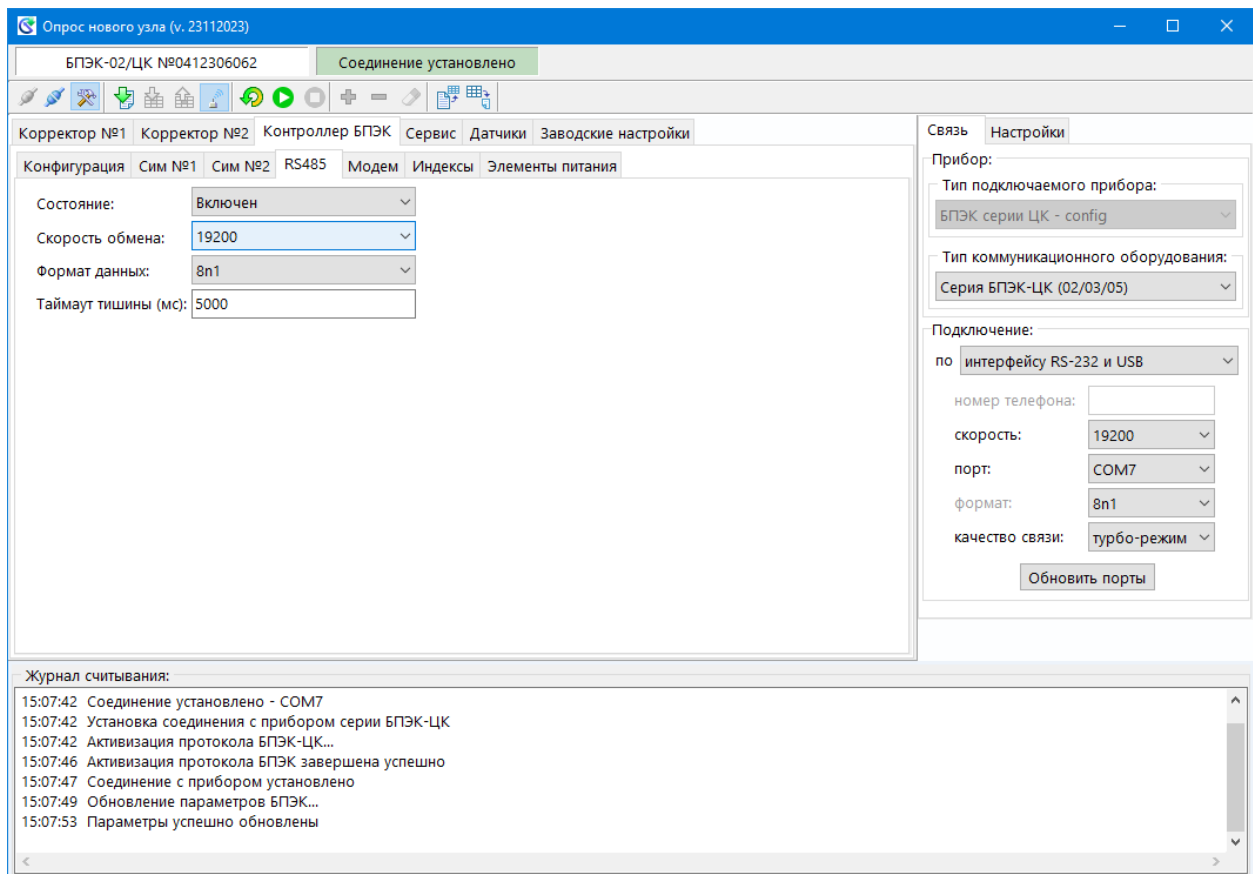 Опрос нового узла (v. 23112023)
БПЭК-02/ЦК №0412306062 Соединение установлено
Корректор №1 Корректор №2 Контроллер БПЭК Сервис Датчики Заводские настройки
Конфигурация Сим №1 Сим №2 RS485 Модем Индексы Элементы питания
Состояние: Включен
Скорость обмена: 19200
Формат данных: 8n1
Таймаут тишины (мс): 5000
Связь Настройки
Прибор:
Тип подключаемого прибора:
БПЭК серии ЦК - config
Тип коммуникационного оборудования:
Серия БПЭК-ЦК (02/03/05)
Подключение:
по интерфейсу RS-232 и USB
номер телефона:
скорость: 19200
порт: COM7
формат: 8n1
качество связи: турбо-режим
Обновить порты
Журнал считывания:
15:07:42 Соединение установлено - COM7
15:07:42 Установка соединения с прибором серии БПЭК-ЦК
15:07:42 Активизация протокола БПЭК-ЦК...
15:07:46 Активизация протокола БПЭК завершена успешно
15:07:47 Соединение с прибором установлено
15:07:49 Обновление параметров БПЭК...
15:07:53 Параметры успешно обновлены